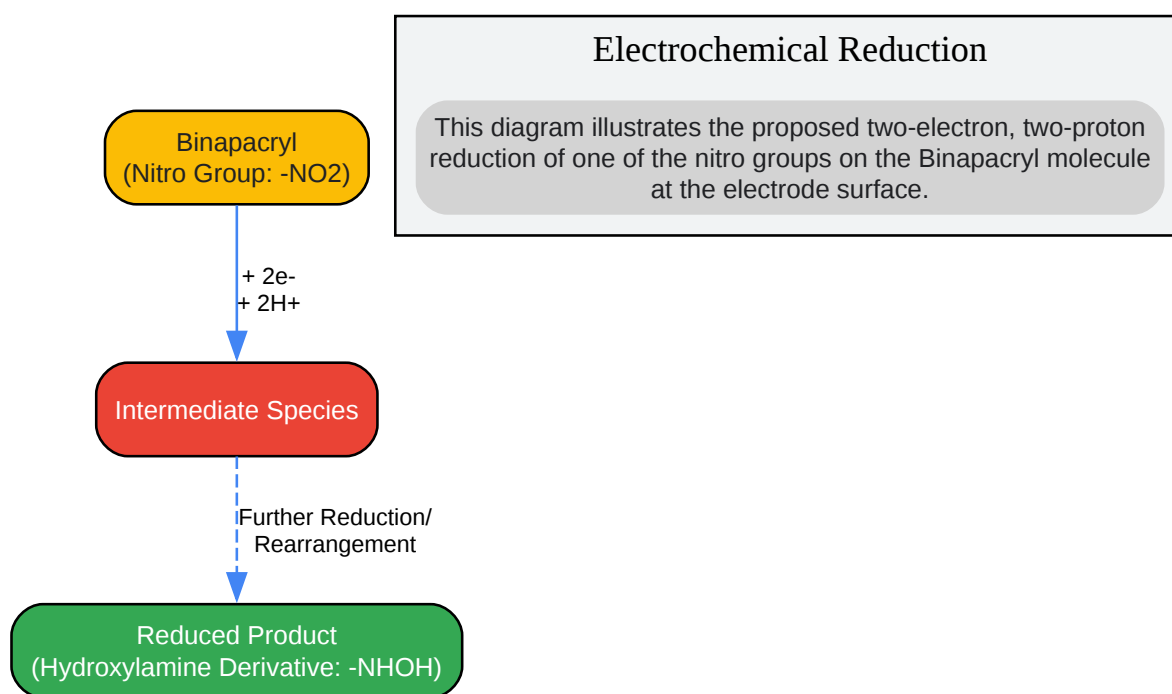 Electrochemical Reduction
This diagram illustrates the proposed two-electron, two-proton
reduction of one of the nitro groups on the Binapacryl molecule
at the electrode surface.
Binapacryl
(Nitro Group: -NO2)
+ 2e-
+ 2H+
Intermediate Species
Further Reduction/
Rearrangement
Reduced Product
(Hydroxylamine Derivative: -NHOH)